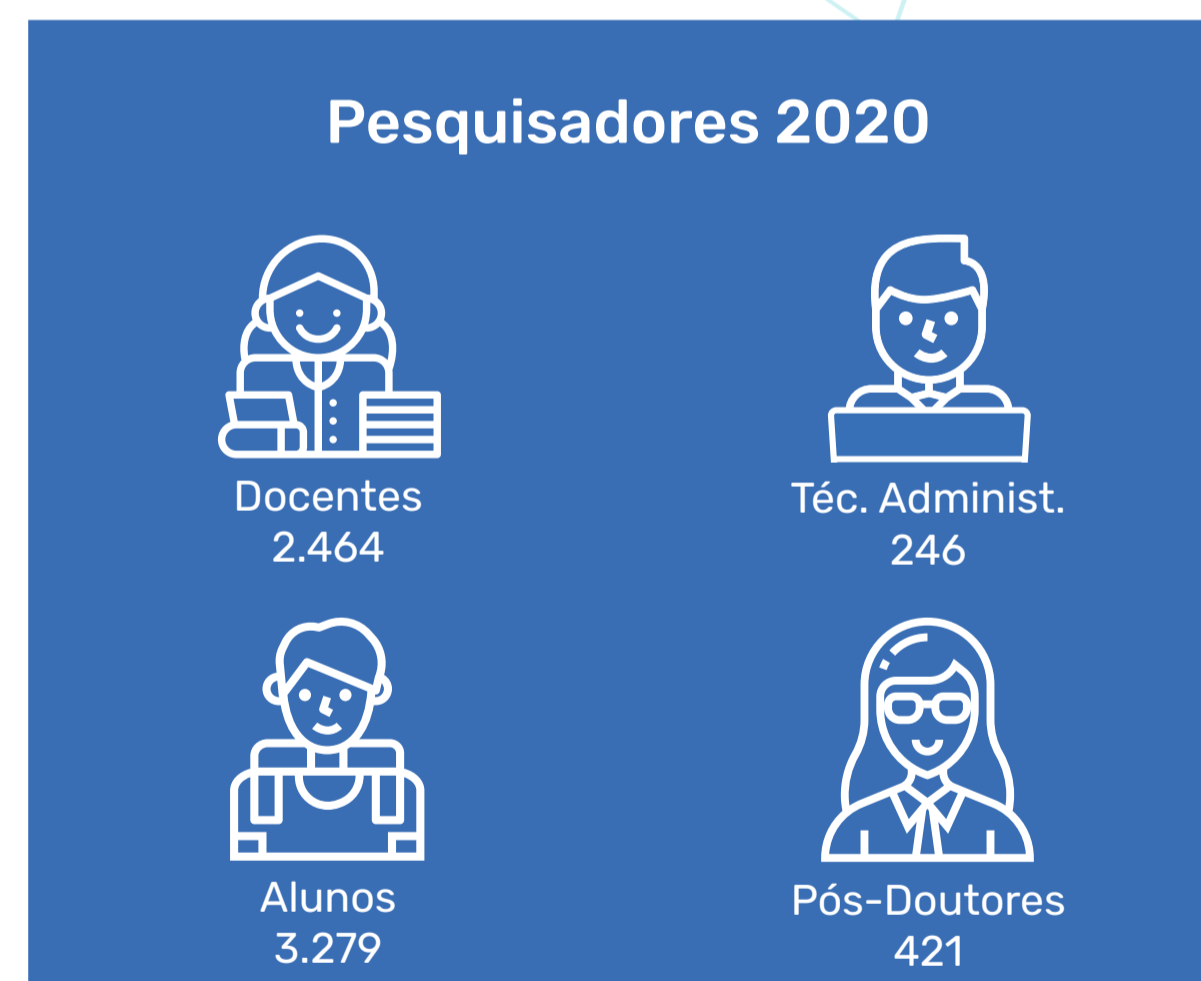 Pesquisadores 2020
Docentes
2.464
Téc. Administ.
246
Alunos
3.279
Pós-Doutores
421